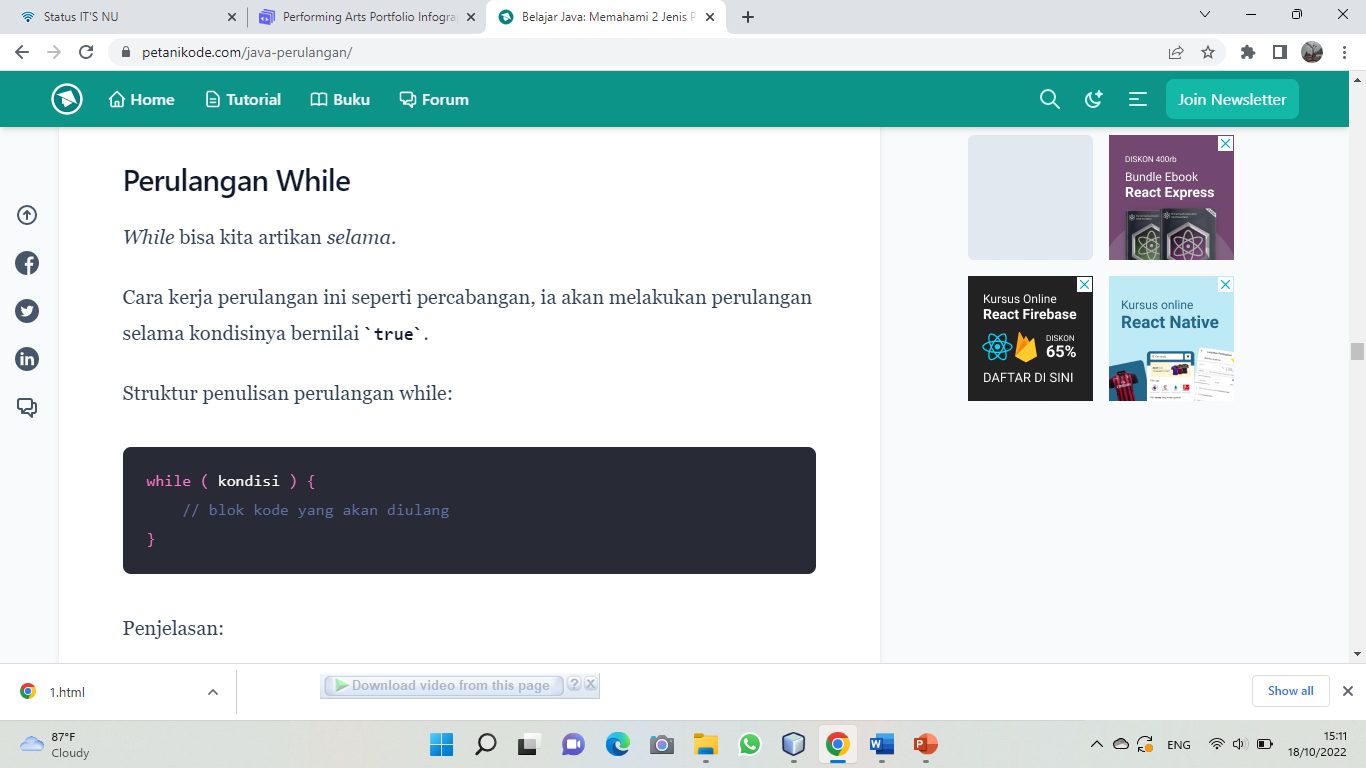 Status IT'S NU
Performing Arts Portfolio Infogra
Belajar Java: Memahami 2 Jenis P
petanikode.com/java-perulangan/
Home
Tutorial
Buku
Forum
Join Newsletter
Perulangan While
While bisa kita artikan selama.
Cara kerja perulangan ini seperti percabangan, ia akan melakukan perulangan
selama kondisinya bernilai `true`.
Struktur penulisan perulangan while:
while ( kondisi ) {
// blok kode yang akan diulang
}
Penjelasan:
DISKON 400rb
Bundle Ebook
React Express
Kursus Online
React Firebase
DISKON
65%
DAFTAR DI SINI
Kursus online
React Native
1.html
Download video from this page
?
Show all
87°F
Cloudy
ENG
15:11
18/10/2022